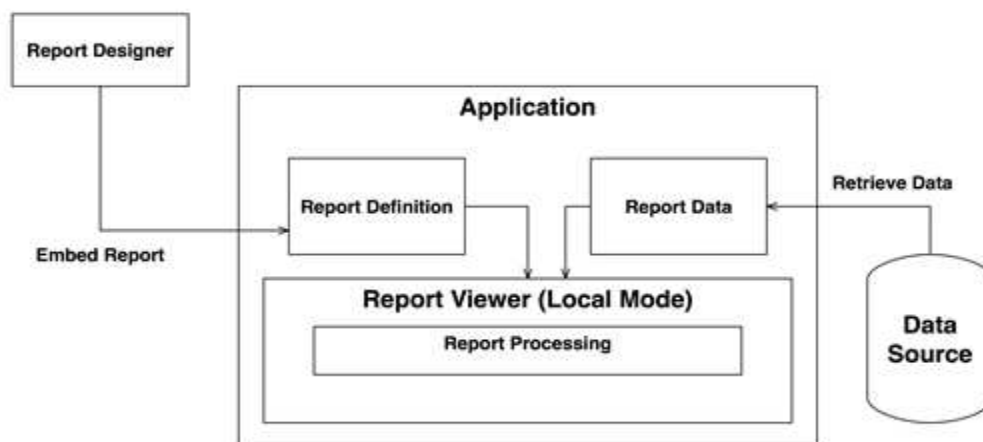 Report Designer
Application
Retrieve Data
Report Definition
Report Data
Embed Report
Report Viewer (Local Mode)
Report Processing
Data
Source